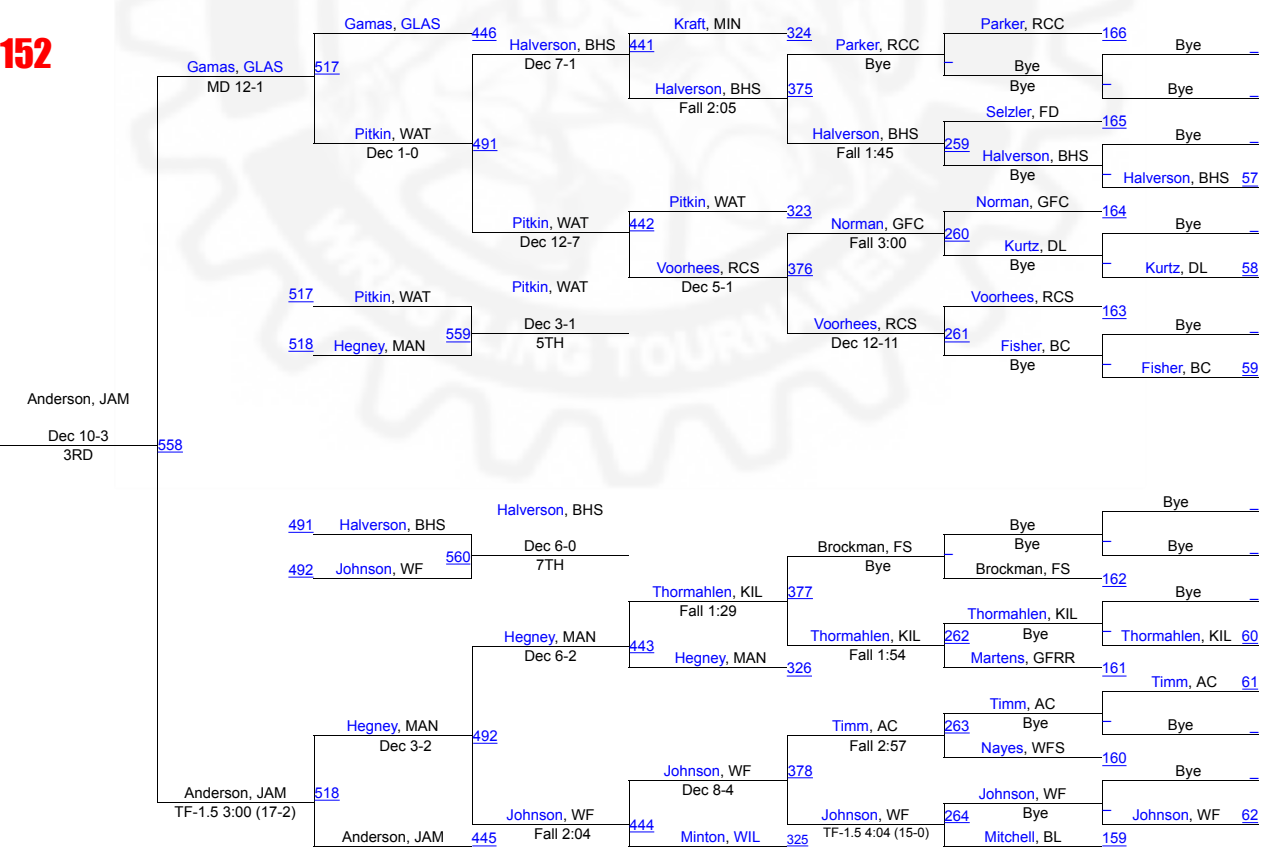 152
Gamas, GLAS
446
Kraft, MIN
324
Parker, RCC
166
Bye
_
Halverson, BHS
441
Parker, RCC
Dec 7-1
Bye
_
Bye
Bye
Gamas, GLAS
517
MD 12-1
Halverson, BHS
375
Fall 2:05
_
Bye
_
Selzler, FD
165
Pitkin, WAT
Dec 1-0
491
Halverson, BHS
Fall 1:45
259
Bye
_
Halverson, BHS
Bye
_
Halverson, BHS
57
Pitkin, WAT
323
Norman, GFC
164
Pitkin, WAT
442
Dec 12-7
Norman, GFC
Fall 3:00
260
Bye
_
Kurtz, DL
Bye
_
Kurtz, DL
58
Voorhees, RCS
376
Dec 5-1
Pitkin, WAT
517
Pitkin, WAT
Voorhees, RCS
163
Dec 3-1
559
5TH
Voorhees, RCS
Dec 12-11
261
Bye
_
518
Hegney, MAN
Fisher, BC
Bye
_
Fisher, BC
59
Anderson, JAM
Dec 10-3
558
3RD
WRESTLING TOURNAMENT
Bye
_
Halverson, BHS
491
Halverson, BHS
Bye
Bye
_
Bye
_
Dec 6-0
560
7TH
Brockman, FS
Bye
_
492
Johnson, WF
Brockman, FS
162
Thormahlen, KIL
377
Fall 1:29
Bye
_
Thormahlen, KIL
Bye
_
Thormahlen, KIL
60
Hegney, MAN
Dec 6-2
443
Thormahlen, KIL
Fall 1:54
262
Hegney, MAN
326
Martens, GFRR
161
Timm, AC
61
Timm, AC
Bye
_
Bye
_
Hegney, MAN
Dec 3-2
492
Timm, AC
Fall 2:57
263
Nayes, WFS
160
Johnson, WF
378
Dec 8-4
Bye
_
Anderson, JAM
518
TF-1.5 3:00 (17-2)
Johnson, WF
Bye
_
Johnson, WF
62
Johnson, WF
Fall 2:04
444
Johnson, WF
TF-1.5 4:04 (15-0)
264
Anderson, JAM
445
Minton, WIL
325
Mitchell, BL
159